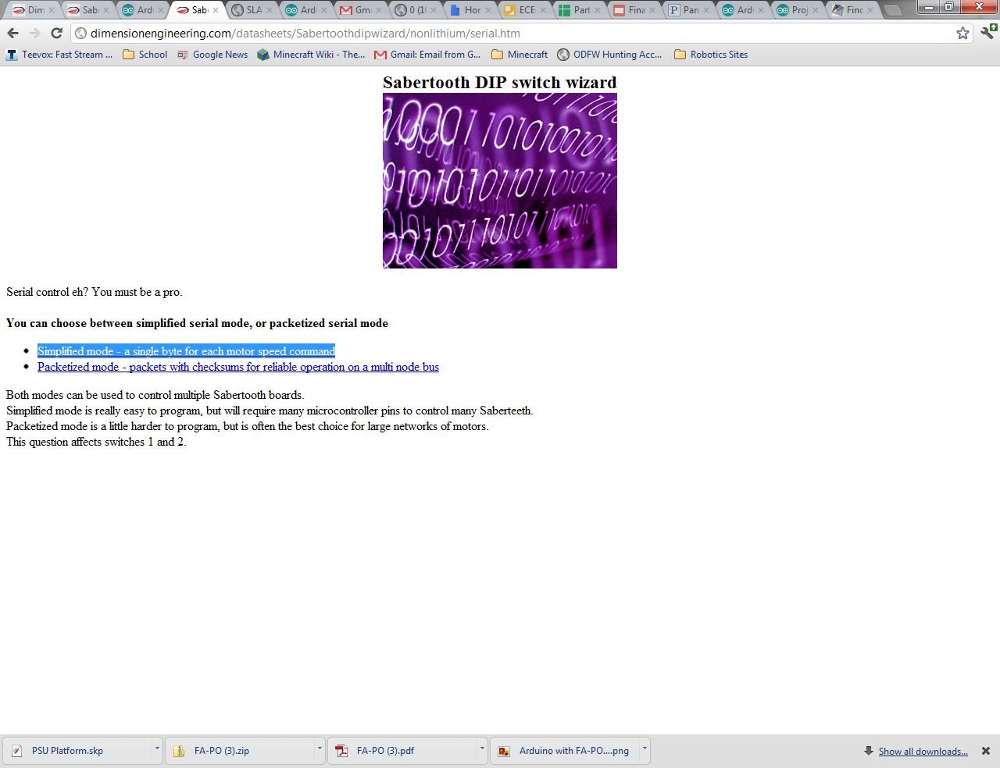 Dim
Sab
Ard
Sab
SLA
Ard
Gm
0 (1
Hor
ECE
Part
Fina
Pan
Ard
Proj
Finc
dimensionengineering.com/datasheets/Sabertoothdipwizard/nonlithium/serial.htm
Teevox: Fast Stream ...
School
Google News
Minecraft Wiki - The...
Gmail: Email from G...
Minecraft
ODFW Hunting Acc...
Robotics Sites
Sabertooth DIP switch wizard
Serial control eh? You must be a pro.
You can choose between simplified serial mode, or packetized serial mode
Simplified mode - a single byte for each motor speed command
Packetized mode - packets with checksums for reliable operation on a multi node bus
Both modes can be used to control multiple Sabertooth boards.
Simplified mode is really easy to program, but will require many microcontroller pins to control many Saberteeth.
Packetized mode is a little harder to program, but is often the best choice for large networks of motors.
This question affects switches 1 and 2.
PSU Platform.skp
FA-PO (3).zip
FA-PO (3).pdf
Arduino with FA-PO....png
Show all downloads...